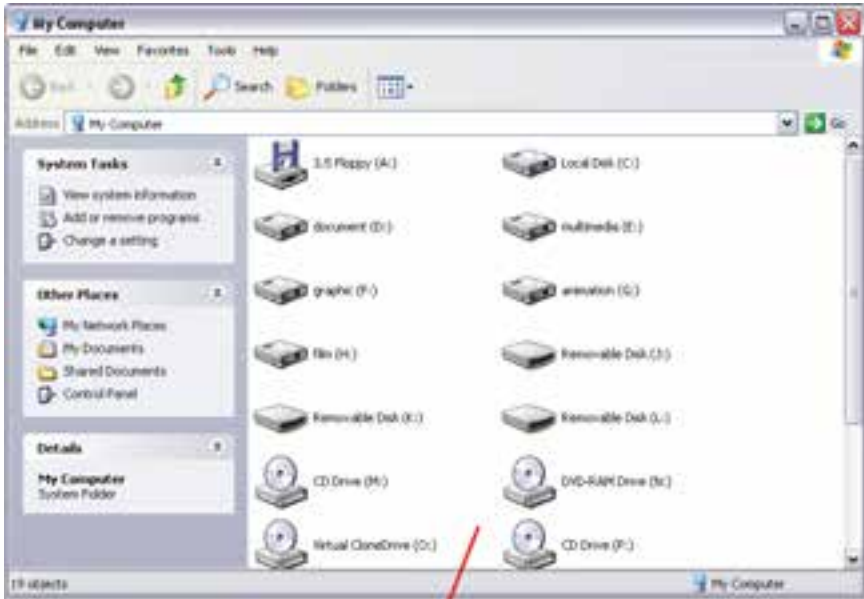 My Computer
File Edit View Favorites Tools Help
Back Search Folders
Address My Computer Go
System Tasks
View system information
Add or remove programs
Change a setting
Other Places
My Network Places
My Documents
Shared Documents
Control Panel
Details
My Computer
System Folder
3.5 Floppy (A:)
Local Disk (C:)
document (D:)
multimedia (E:)
graphic (F:)
animation (G:)
film (H:)
Removable Disk (J:)
Removable Disk (K:)
Removable Disk (L:)
CD Drive (M:)
DVD-RAM Drive (N:)
Virtual CloneDrive (O:)
CD Drive (P:)
19 objects
My Computer